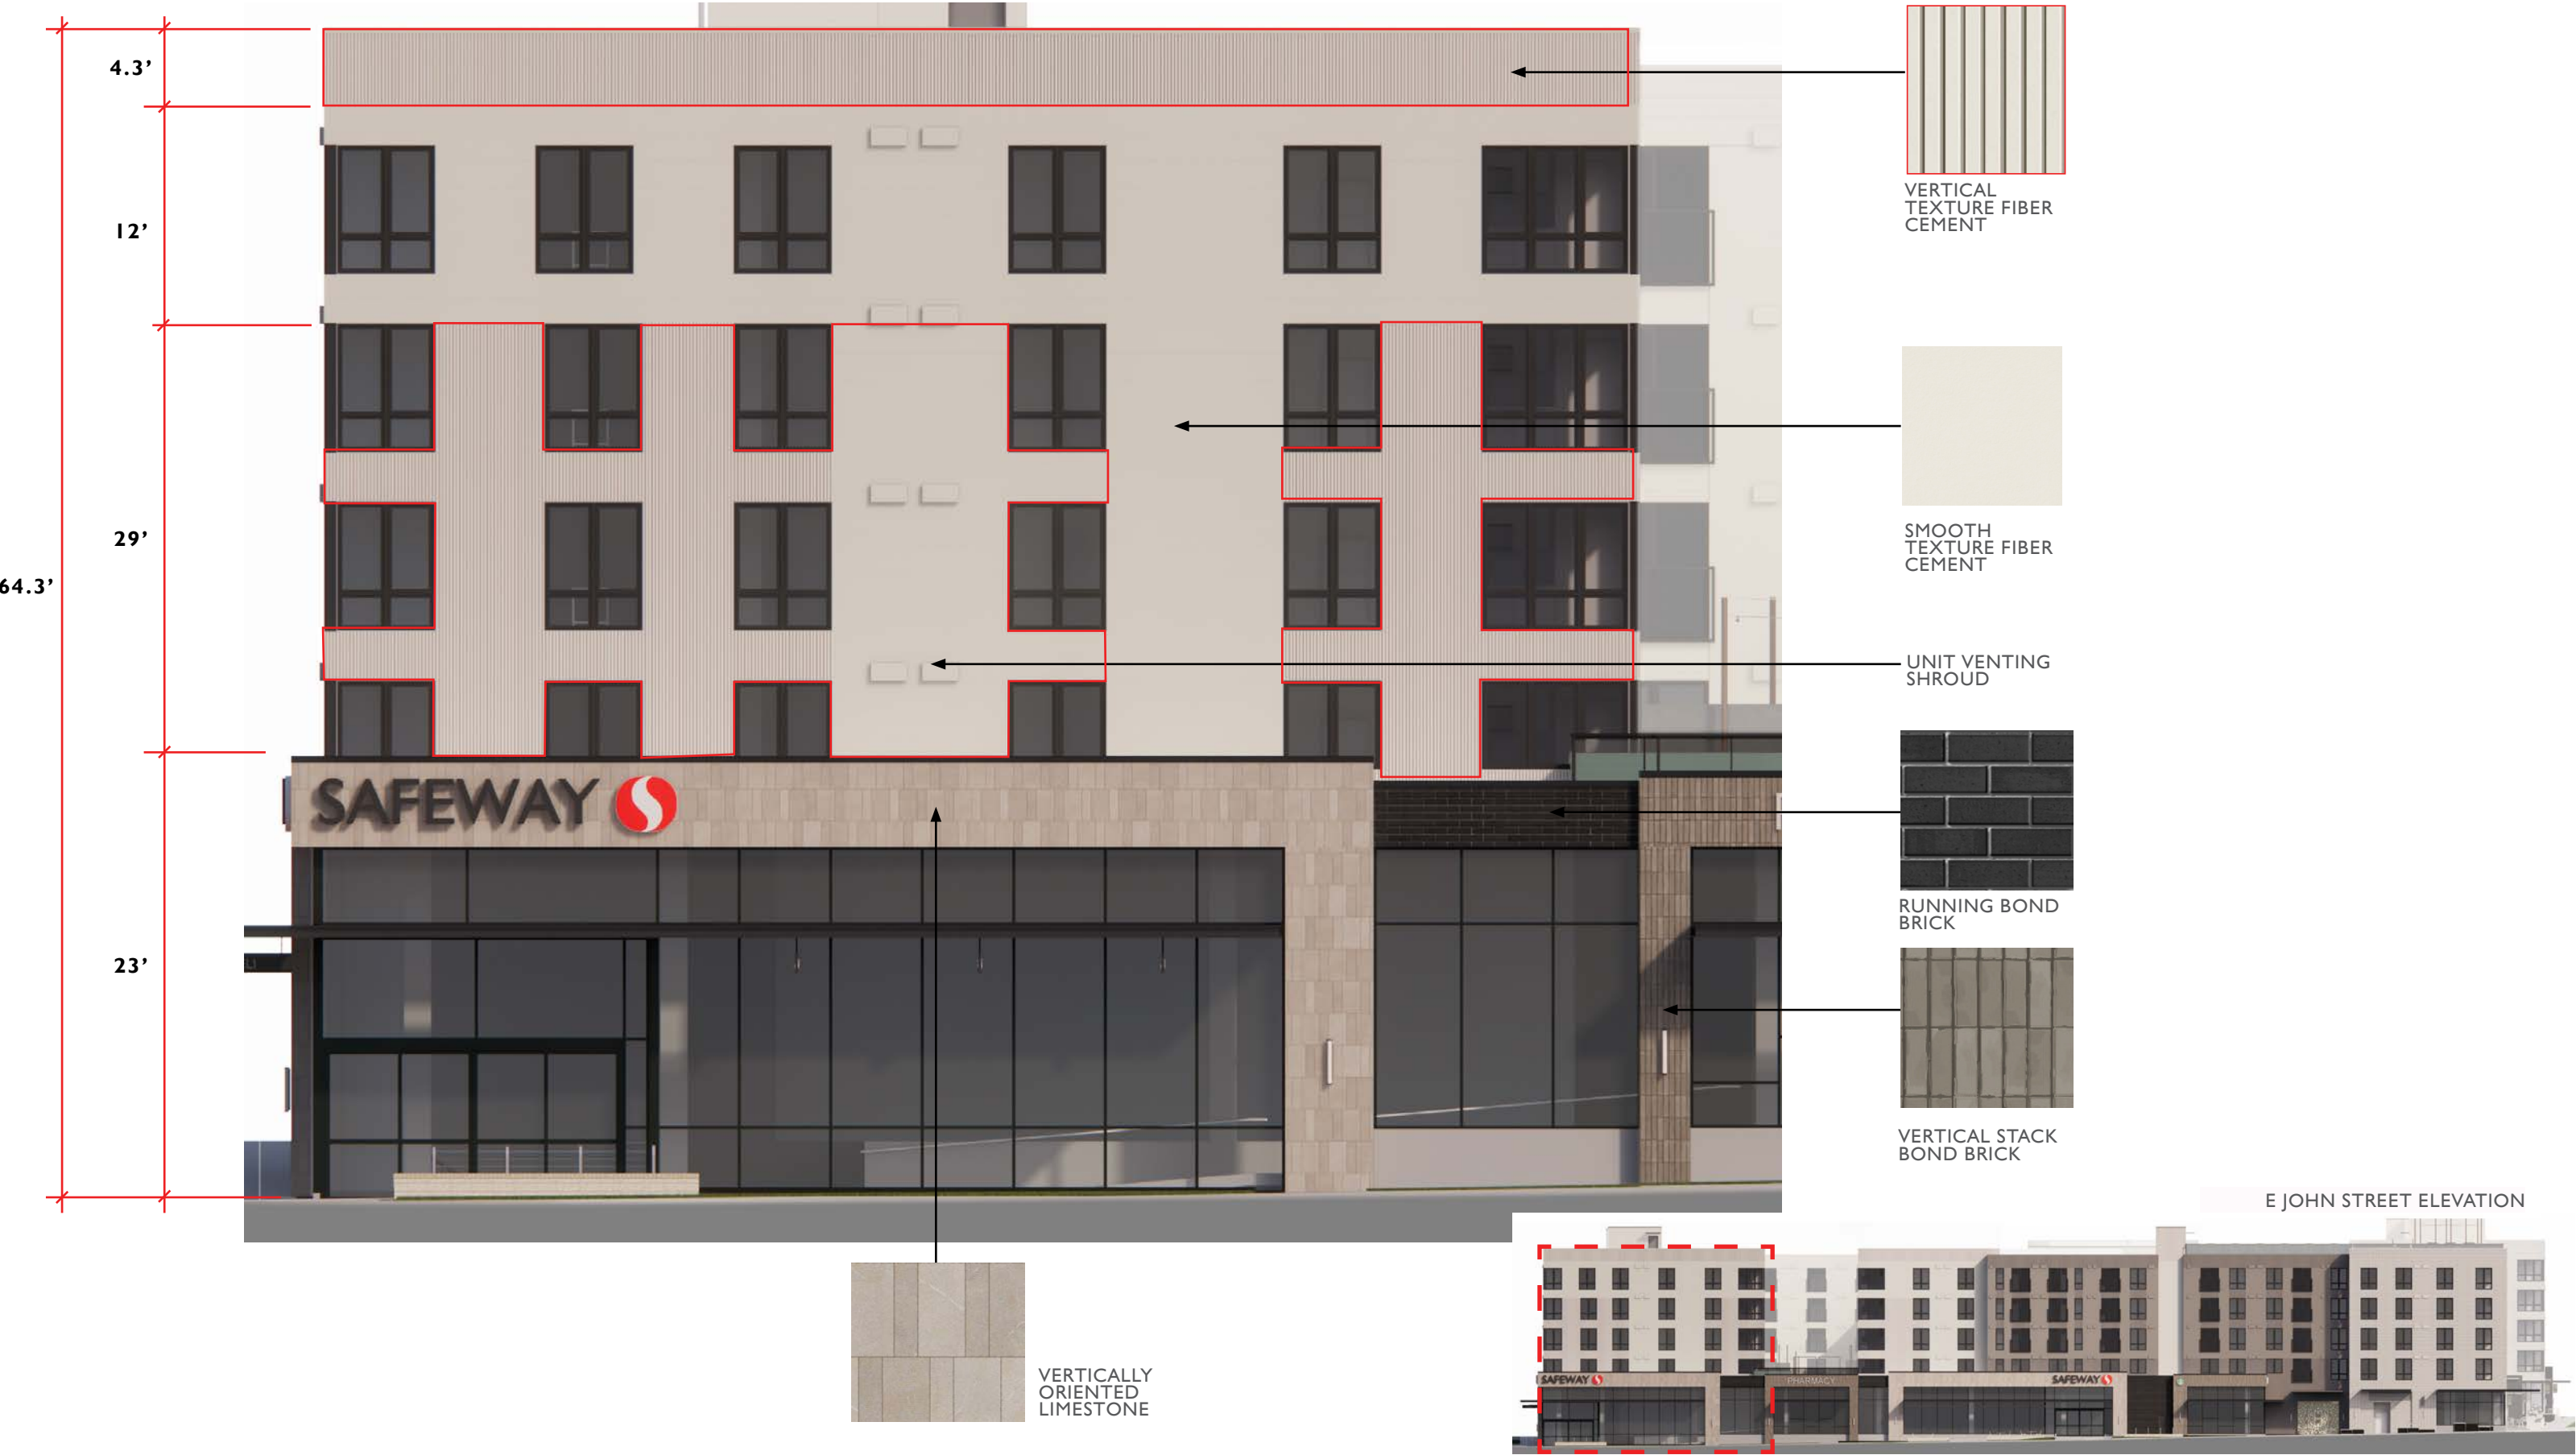 4.3’
VERTICAL
TEXTURE FIBER
CEMENT
12’
SMOOTH
TEXTURE FIBER
CEMENT
29’
64.3’
UNIT VENTING
SHROUD
SAFEWAY
RUNNING BOND
BRICK
23’
VERTICAL STACK
BOND BRICK
E JOHN STREET ELEVATION
VERTICALLY
ORIENTED
LIMESTONE
SAFEWAY
PHARMACY
SAFEWAY